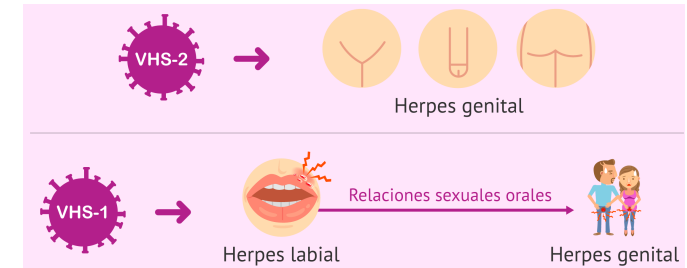 VHS-2
Herpes genital
VHS-1
Relaciones sexuales orales
Herpes labial
Herpes genital